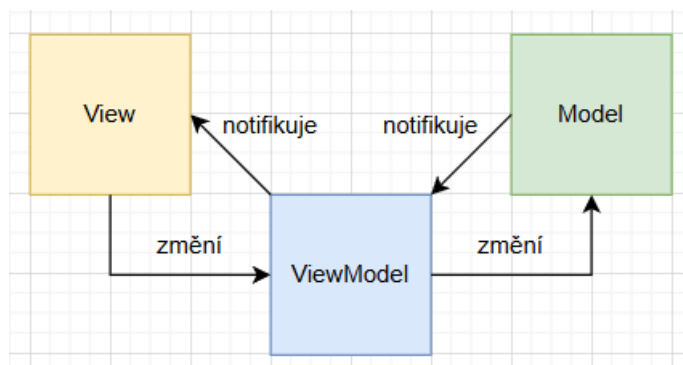 View
notifikuje
notifikuje
Model
změní
ViewModel
změní